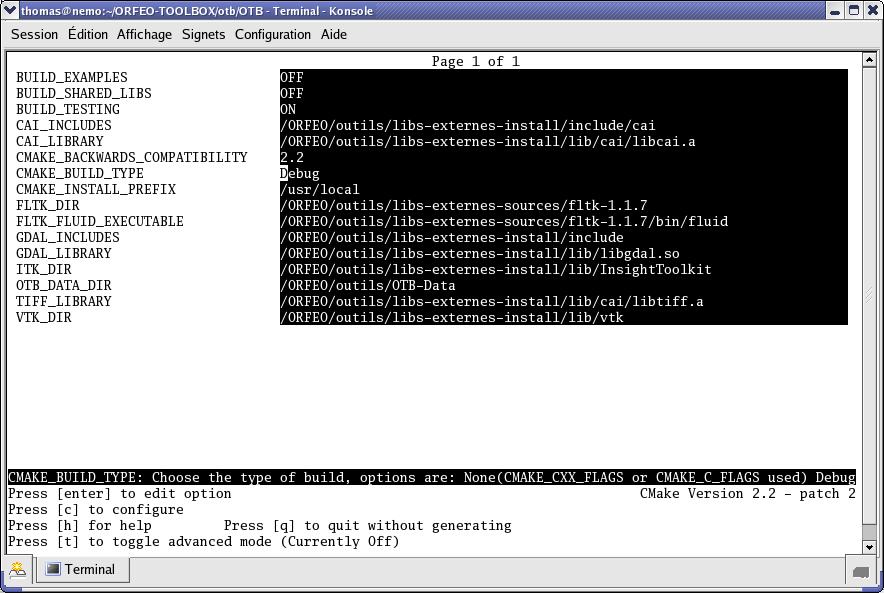 thomas@nemo:~/ORFEO-TOOLBOX/otb/OTB - Terminal - Konsole
Session Édition Affichage Signets Configuration Aide
Page 1 of 1
BUILD_EXAMPLES OFF
BUILD_SHARED_LIBS OFF
BUILD_TESTING ON
CAI_INCLUDES /ORFEO/outils/libs-externes-install/include/cai
CAI_LIBRARY /ORFEO/outils/libs-externes-install/lib/cai/libcai.a
CMAKE_BACKWARDS_COMPATIBILITY 2.2
CMAKE_BUILD_TYPE Debug
CMAKE_INSTALL_PREFIX /usr/local
FLTK_DIR /ORFEO/outils/libs-externes-sources/fltk-1.1.7
FLTK_FLUID_EXECUTABLE /ORFEO/outils/libs-externes-sources/fltk-1.1.7/bin/fluid
GDAL_INCLUDES /ORFEO/outils/libs-externes-install/include
GDAL_LIBRARY /ORFEO/outils/libs-externes-install/lib/libgdal.so
ITK_DIR /ORFEO/outils/libs-externes-install/lib/InsightToolkit
OTB_DATA_DIR /ORFEO/outils/OTB-Data
TIFF_LIBRARY /ORFEO/outils/libs-externes-install/lib/cai/libtiff.a
VTK_DIR /ORFEO/outils/libs-externes-install/lib/vtk
CMAKE_BUILD_TYPE: Choose the type of build, options are: None(CMAKE_CXX_FLAGS or CMAKE_C_FLAGS used) Debug
Press [enter] to edit option CMake Version 2.2 - patch 2
Press [c] to configure
Press [h] for help Press [q] to quit without generating
Press [t] to toggle advanced mode (Currently Off)
Terminal